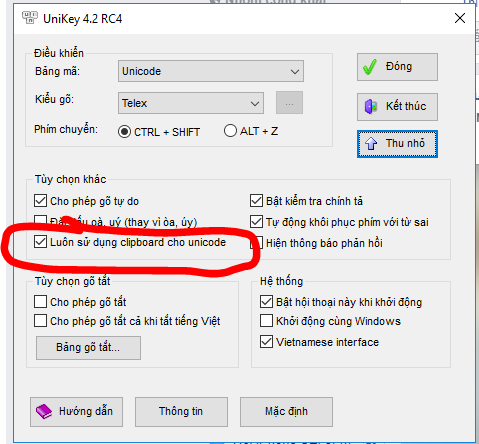 UniKey 4.2 RC4
Điều khiển
Bảng mã: Unicode
Đóng
Kiểu gõ: Telex ...
Kết thúc
Phím chuyển: CTRL + SHIFT ALT + Z
Thu nhỏ
Tùy chọn khác
Cho phép gõ tự do
Bật kiểm tra chính tả
Đặt dấu oà, uý (thay vì òa, úy)
Tự động khôi phục phím với từ sai
Luôn sử dụng clipboard cho unicode
Hiện thông báo phản hồi
Tùy chọn gõ tắt
Hệ thống
Cho phép gõ tắt
Bật hội thoại này khi khởi động
Cho phép gõ tắt cả khi tắt tiếng Việt
Khởi động cùng Windows
Bảng gõ tắt...
Vietnamese interface
Hướng dẫn
Thông tin
Mặc định